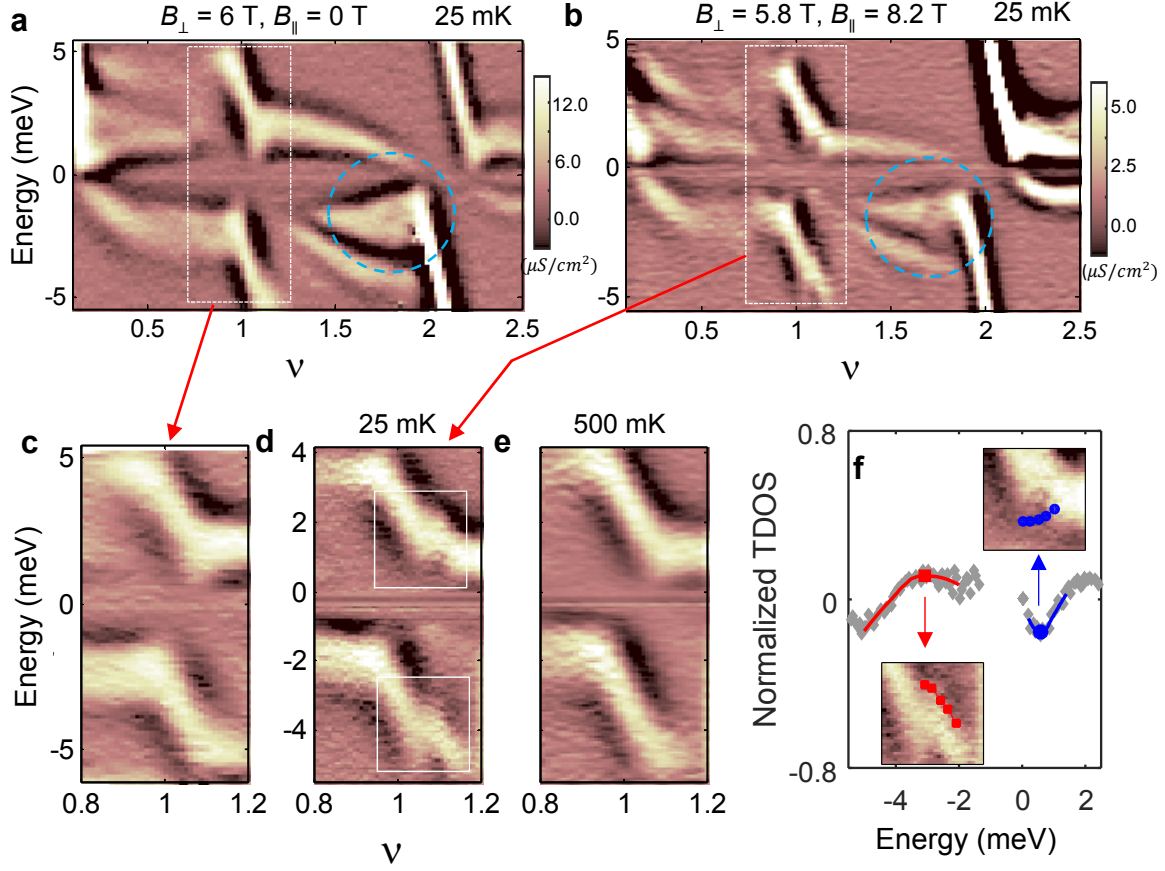 a
B⊥ = 6 T, B∥ = 0 T
25 mK
b
B⊥ = 5.8 T, B∥ = 8.2 T
25 mK
Energy (meV)
5
0
-5
0.5
1
1.5
2
2.5
ν
12.0
6.0
0.0
(μS/cm²)
5
0
-5
0.5
1
1.5
2
2.5
ν
5.0
2.5
0.0
(μS/cm²)
c
d
25 mK
e
500 mK
f
Energy (meV)
5
0
-5
0.8
1
1.2
4
2
0
-2
-4
0.8
1
1.2
0.8
1
1.2
ν
Normalized TDOS
0.8
0
-0.8
-4
-2
0
2
Energy (meV)